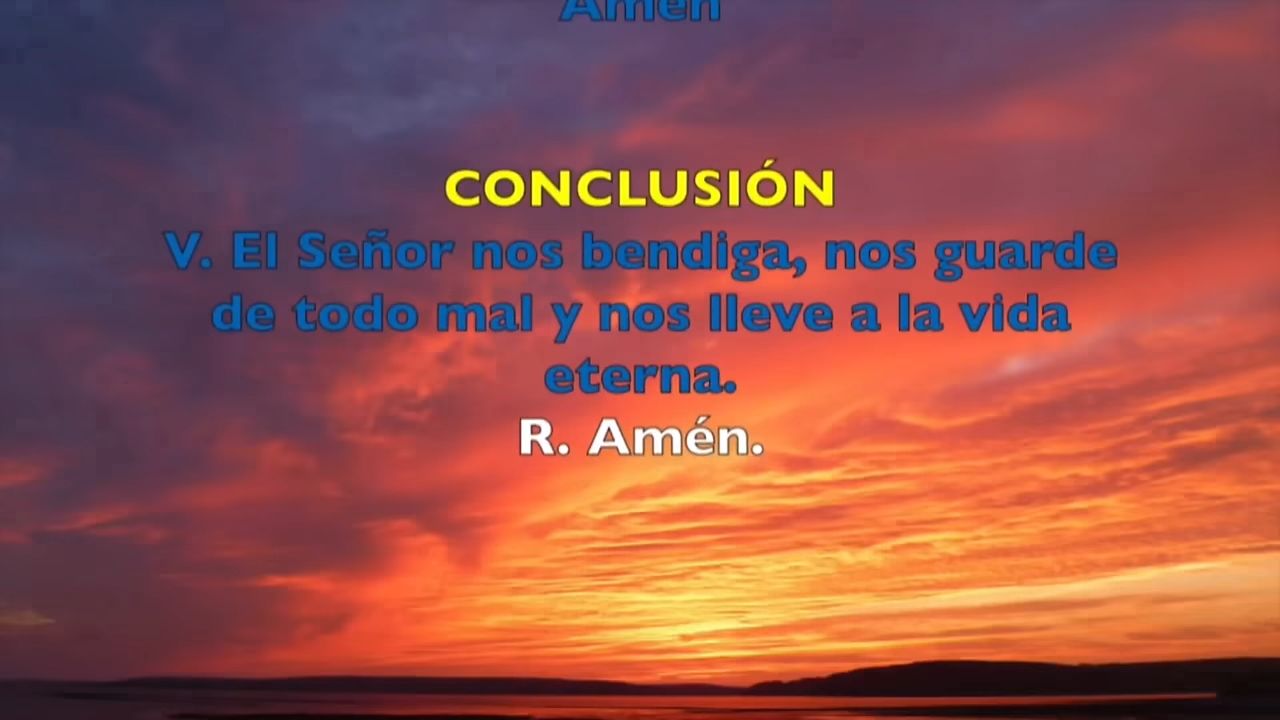 Amén
CONCLUSIÓN
V. El Señor nos bendiga, nos guarde
de todo mal y nos lleve a la vida
eterna.
R. Amén.